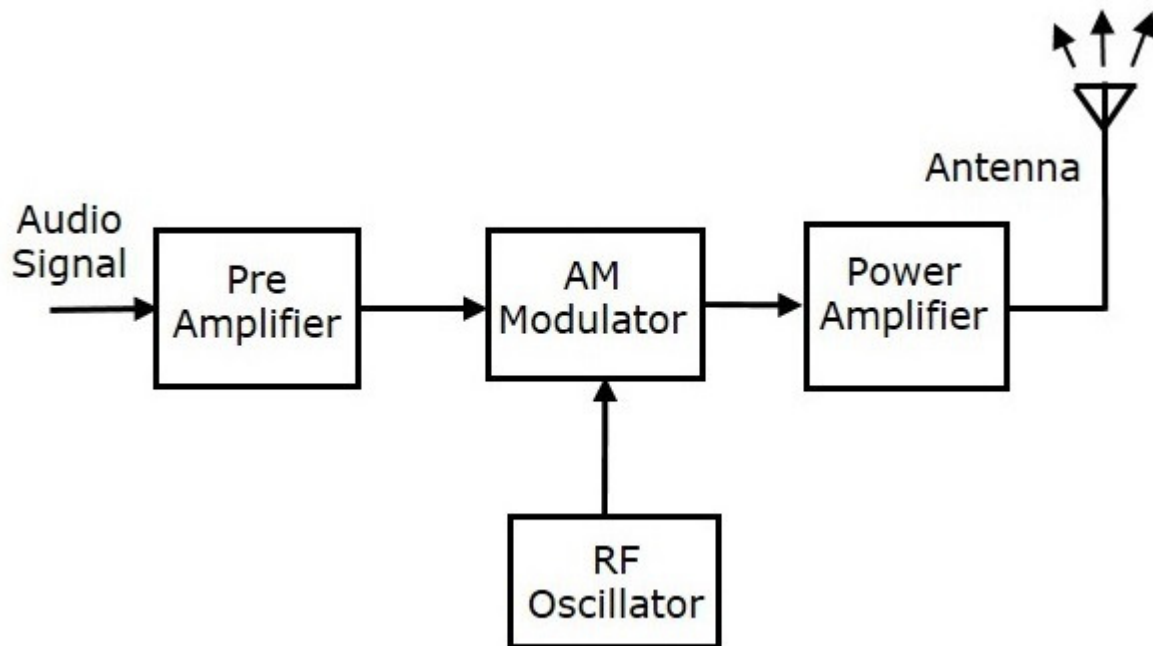 Audio
Signal
Pre
Amplifier
AM
Modulator
Power
Amplifier
Antenna
RF
Oscillator